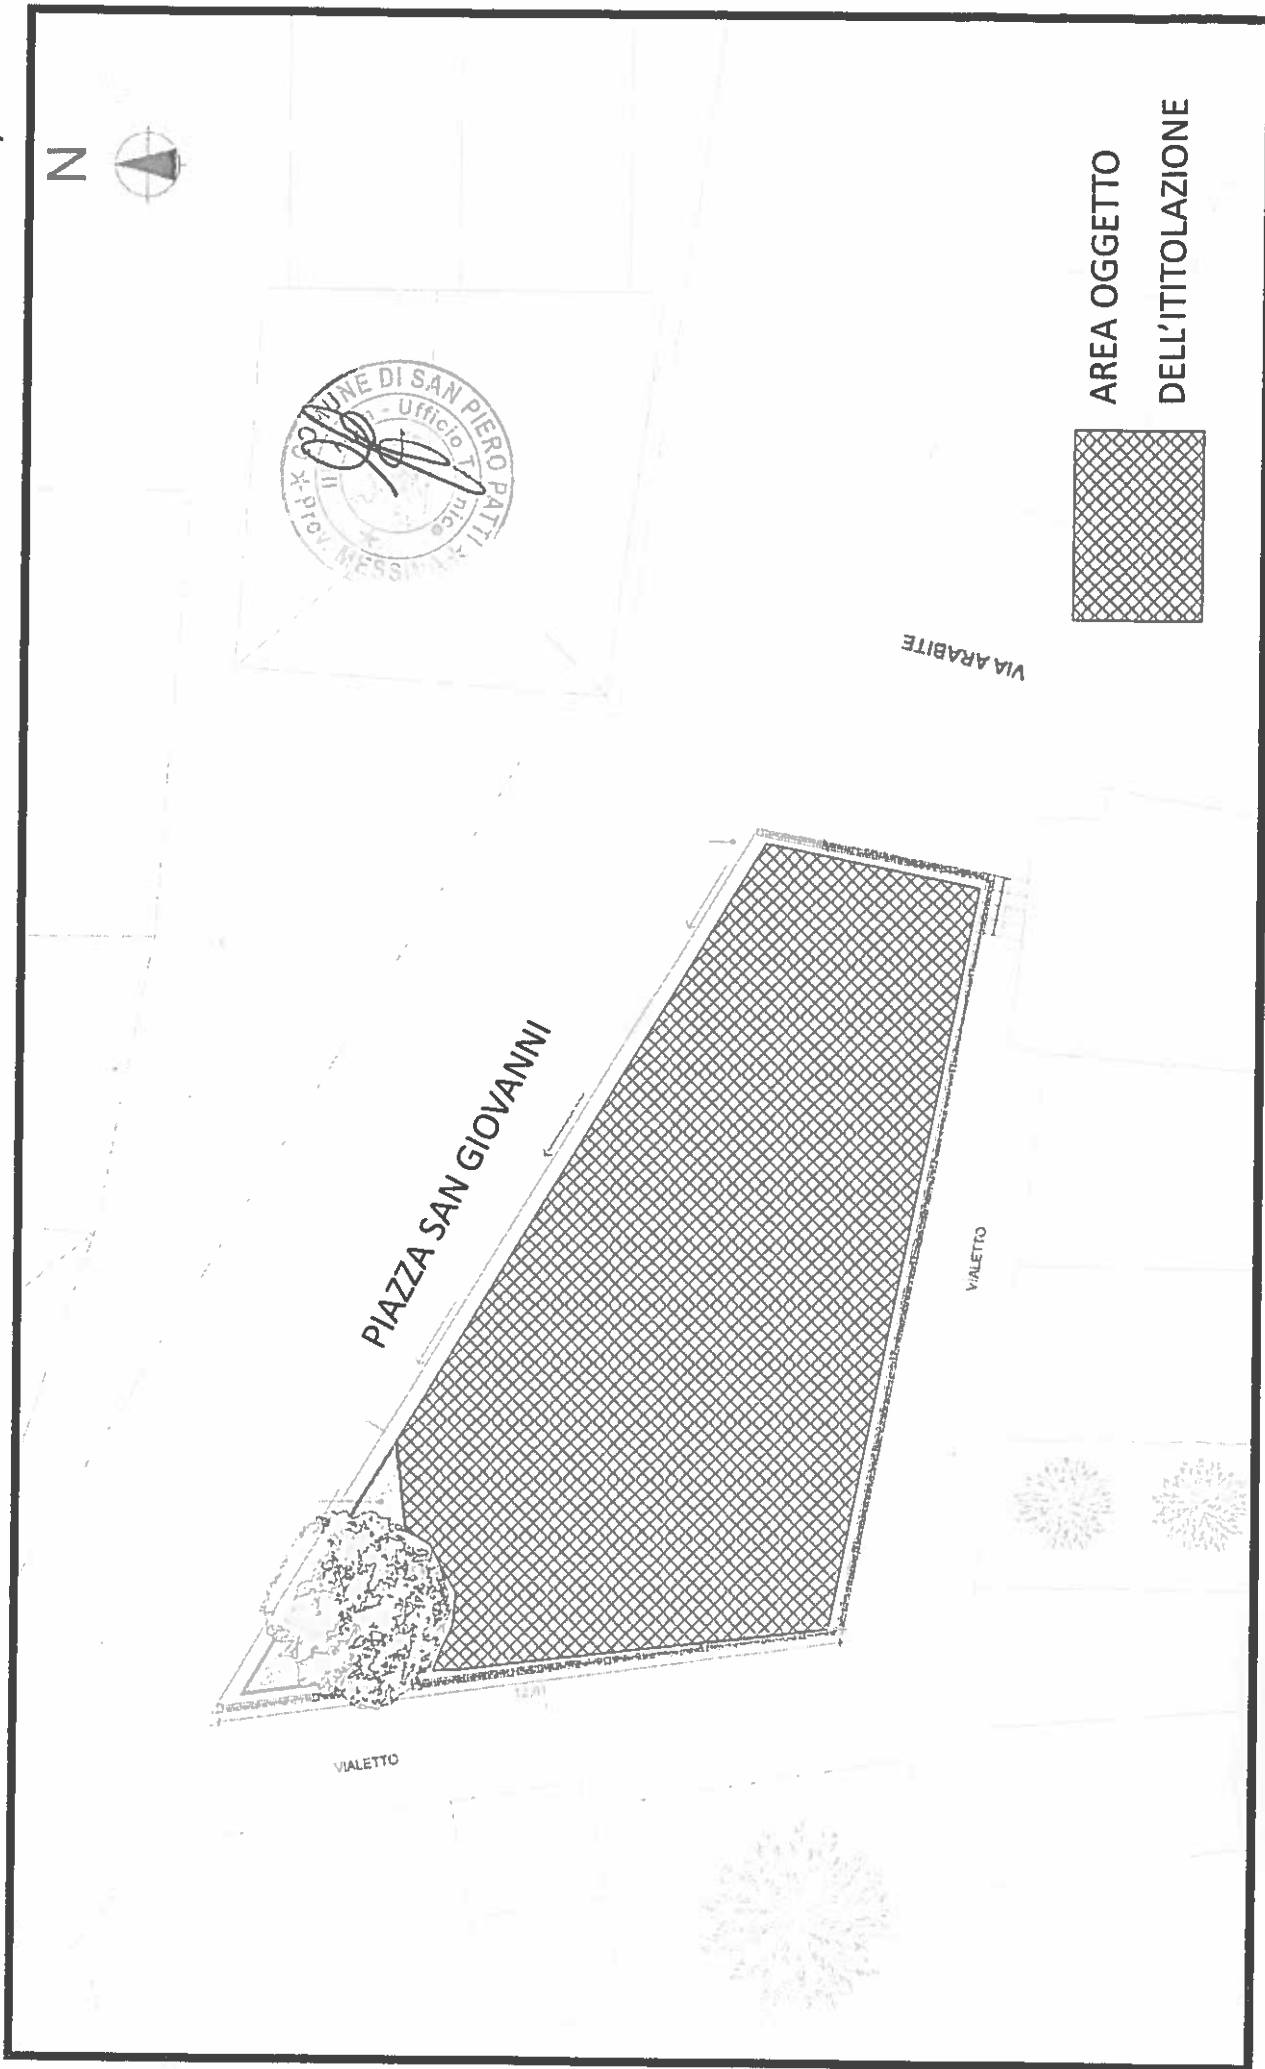 N
COMUNE DI SAN PIERO PATTI
Prov. MESSINA
Ufficio
PIAZZA SAN GIOVANNI
VIA ARABITE
VIALETTO
VIALETTO
AREA OGGETTO
DELL'ITITOLAZIONE